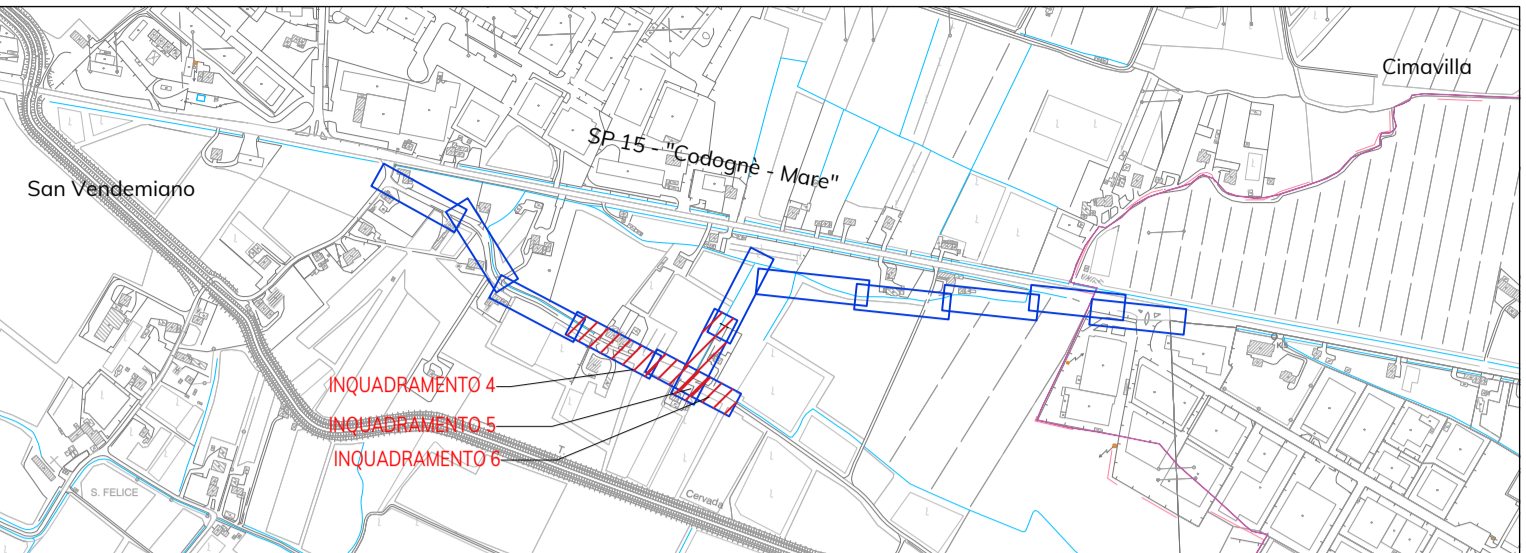 Cimavilla
SP 15 - "Codognè - Mare"
San Vendemiano
INQUADRAMENTO 4
INQUADRAMENTO 5
INQUADRAMENTO 6
S. FELICE
Cervada